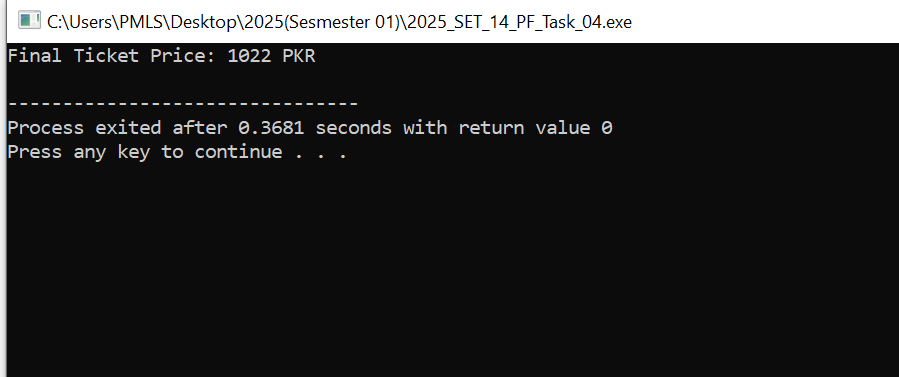 C:\Users\PMLS\Desktop\2025(Sesmester 01)\2025_SET_14_PF_Task_04.exe
Final Ticket Price: 1022 PKR
--------------------------------
Process exited after 0.3681 seconds with return value 0
Press any key to continue . . .